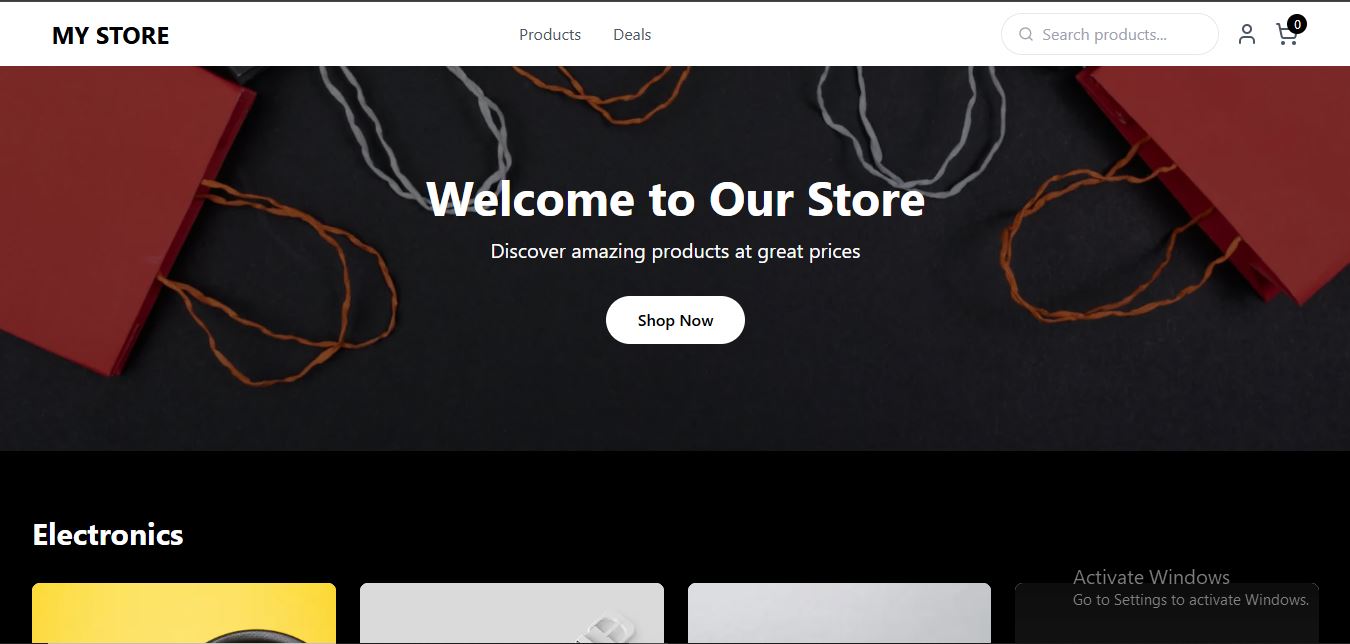 MY STORE
Products
Deals
Search products...
0
Welcome to Our Store
Discover amazing products at great prices
Shop Now
Electronics
Activate Windows
Go to Settings to activate Windows.